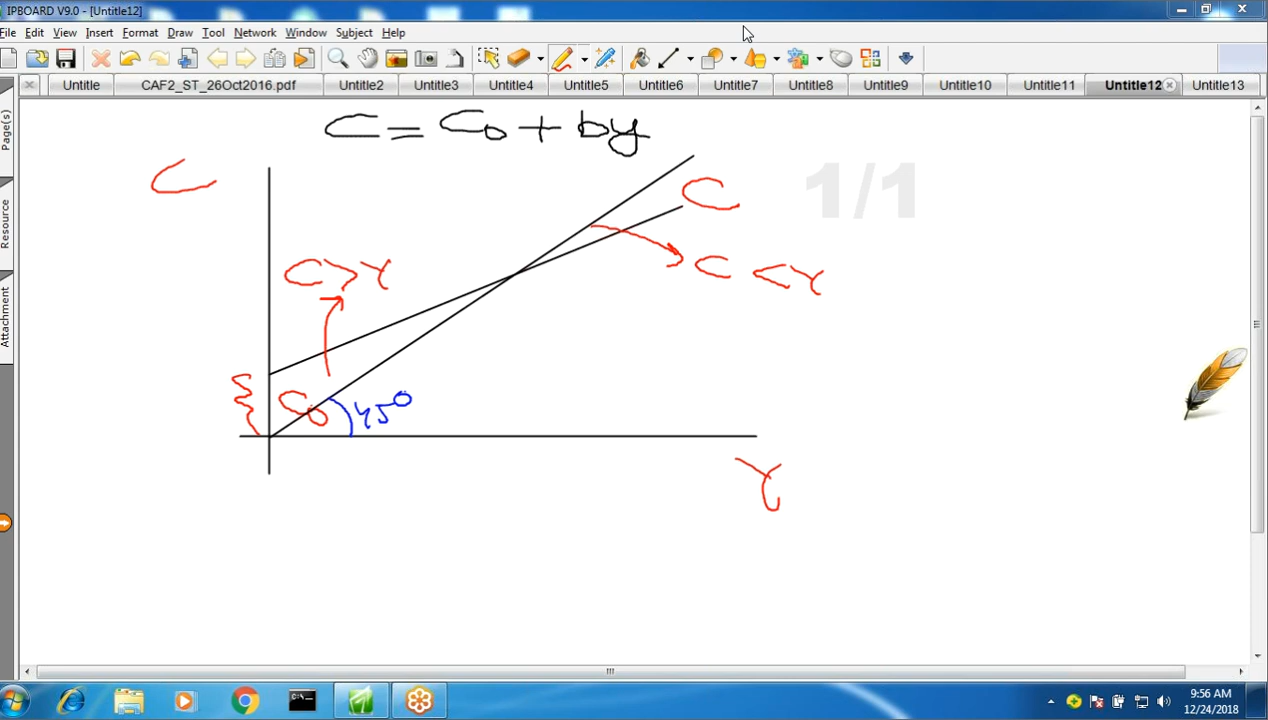 IPBOARD V9.0 - [Untitle12]
File Edit View Insert Format Draw Tool Network Window Subject Help
Untitle CAF2_ST_26Oct2016.pdf Untitle2 Untitle3 Untitle4 Untitle5 Untitle6 Untitle7 Untitle8 Untitle9 Untitle10 Untitle11 Untitle12 Untitle13
Page(s)
Resource
Attachment
C = C0 + by
1/1
C
C
C > Y
C < Y
C0
45°
Y
9:56 AM
12/24/2018